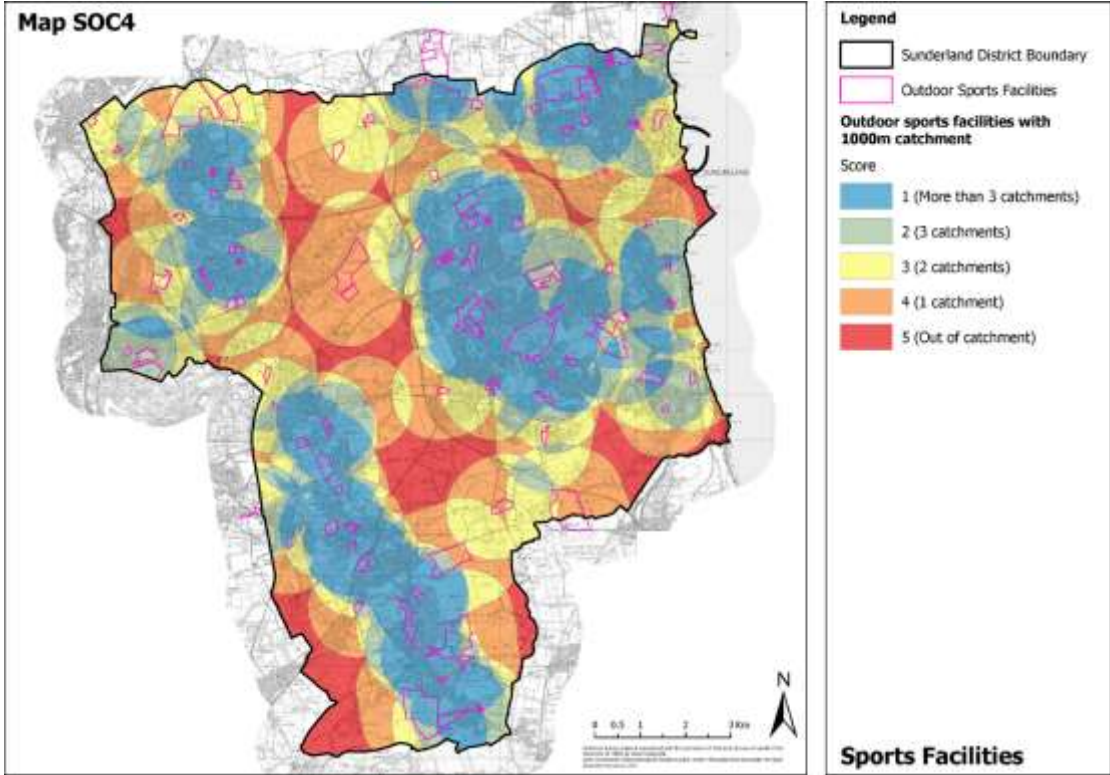 Map SOC4
SUNDERLAND
N
0 0.5 1 2 3 Km
Legend
Sunderland District Boundary
Outdoor Sports Facilities
Outdoor sports facilities with
1000m catchment
Score
1 (More than 3 catchments)
2 (3 catchments)
3 (2 catchments)
4 (1 catchment)
5 (Out of catchment)
Sports Facilities